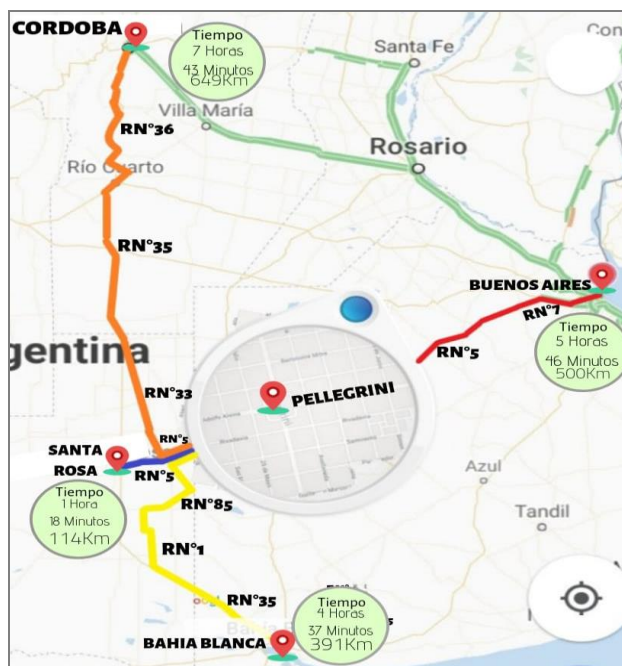 CORDOBA
Tiempo
7 Horas
43 Minutos
649Km
Santa Fe
Villa María
RN°36
Rosario
Río Cuarto
RN°35
BUENOS AIRES
RN°7
Tiempo
5 Horas
46 Minutos
500Km
gentina
RN°5
RN°33
PELLEGRINI
RN°5
SANTA
ROSA
RN°5
Tiempo
1 Hora
18 Minutos
114Km
RN°85
Azul
Tandil
RN°1
RN°35
Tiempo
4 Horas
37 Minutos
391Km
BAHIA BLANCA